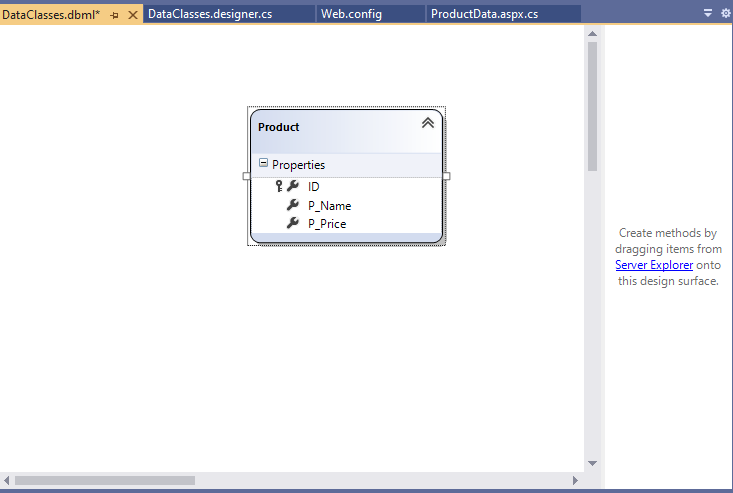 DataClasses.dbml* DataClasses.designer.cs Web.config ProductData.aspx.cs
Product
Properties
ID
P_Name
P_Price
Create methods by
dragging items from
Server Explorer onto
this design surface.